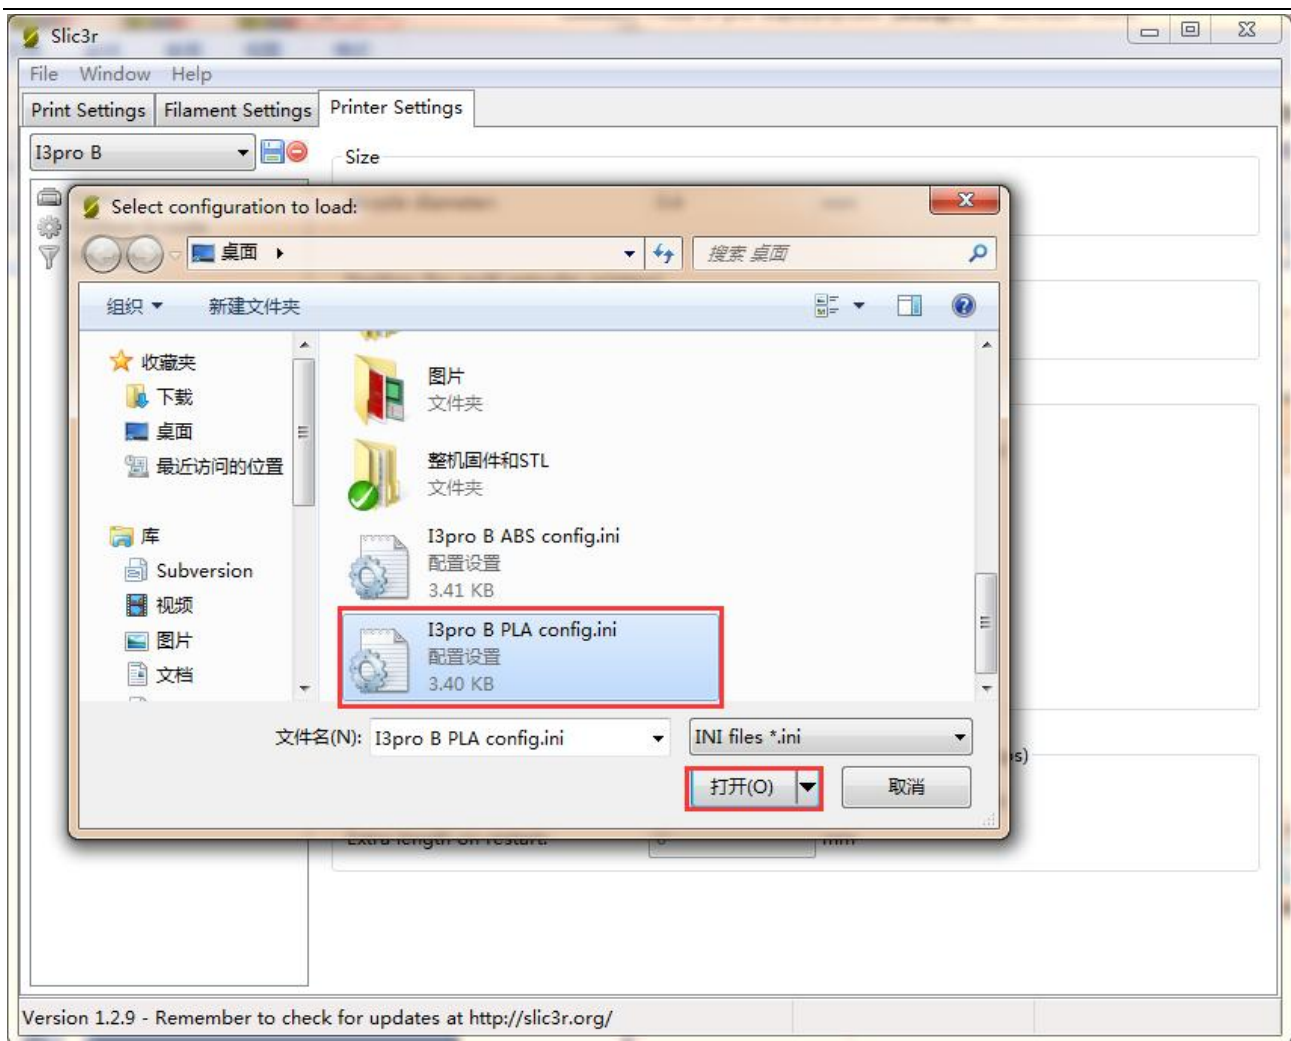 Slic3r
File Window Help
Print Settings Filament Settings Printer Settings
I3pro B
Size
Select configuration to load:
桌面
搜索 桌面
组织 新建文件夹
收藏夹
下载
桌面
最近访问的位置
库
Subversion
视频
图片
文档
图片
文件夹
整机固件和STL
文件夹
I3pro B ABS config.ini
配置设置
3.41 KB
I3pro B PLA config.ini
配置设置
3.40 KB
文件名(N): I3pro B PLA config.ini INI files *.ini
打开(O) 取消
Extra length on restart: 0 mm
Version 1.2.9 - Remember to check for updates at http://slic3r.org/